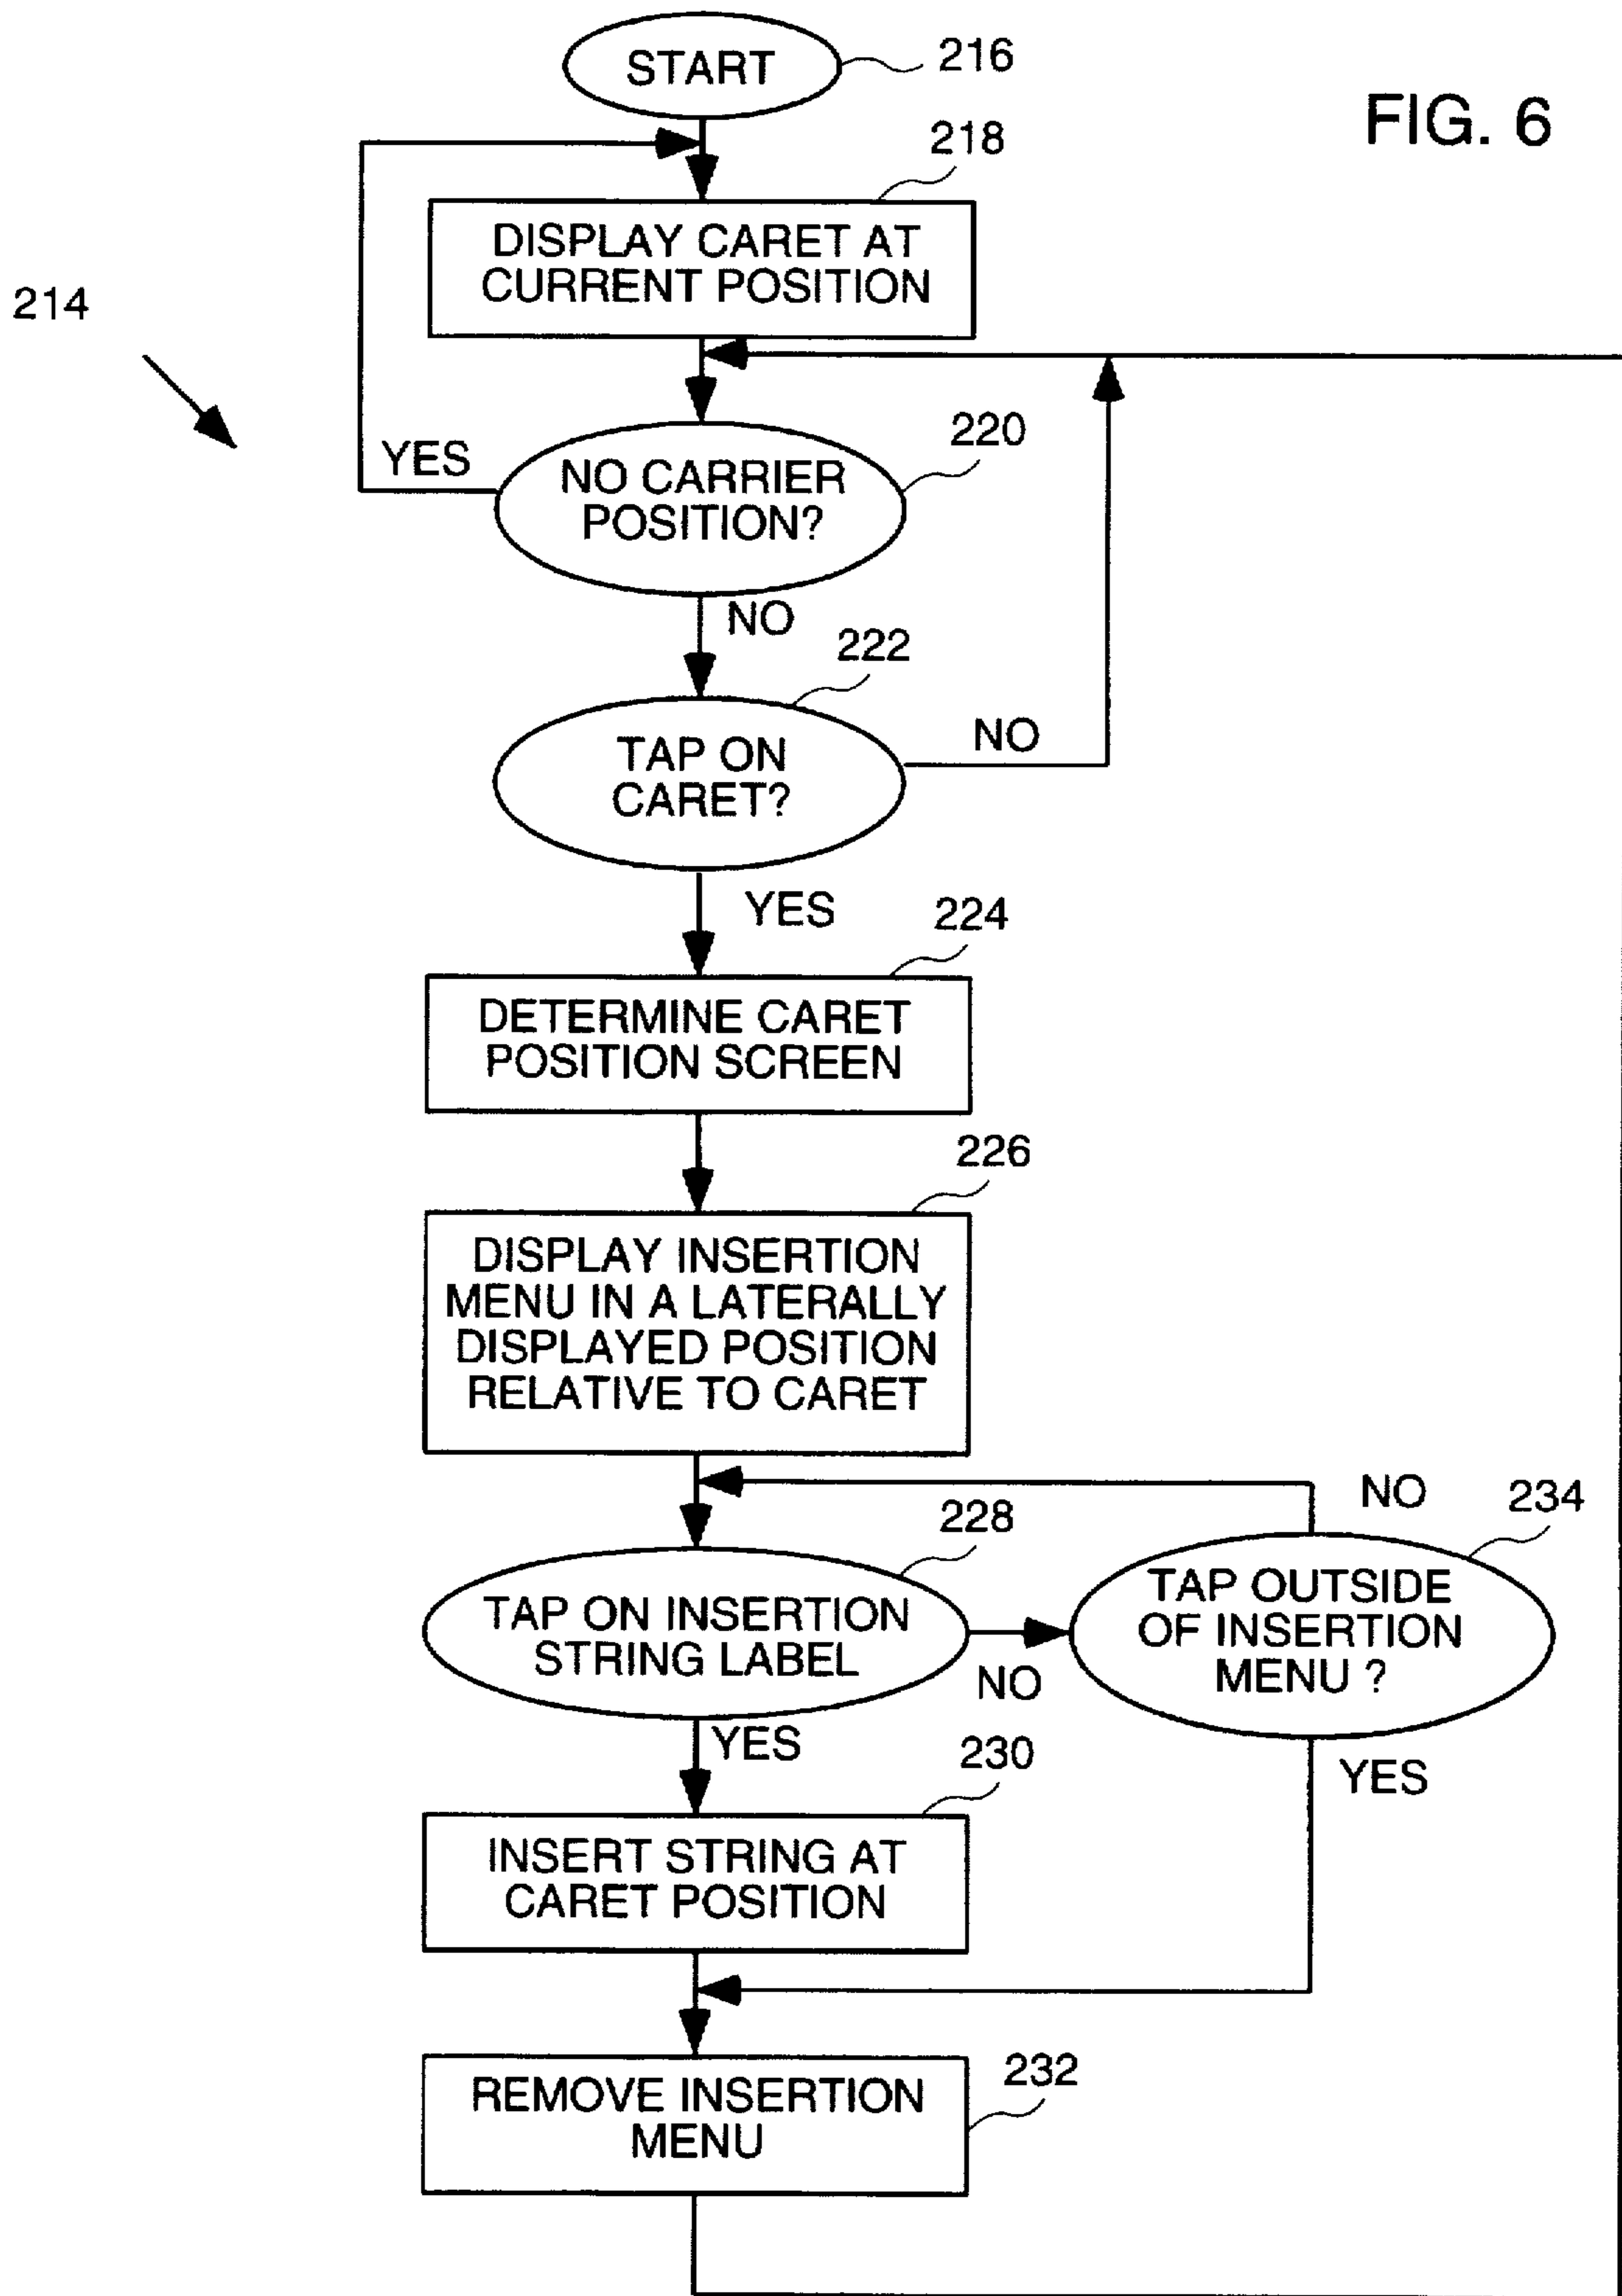 START
216
FIG. 6
218
DISPLAY CARET AT
CURRENT POSITION
214
220
YES
NO CARRIER
POSITION?
NO
222
NO
TAP ON
CARET?
YES
224
DETERMINE CARET
POSITION SCREEN
226
DISPLAY INSERTION
MENU IN A LATERALLY
DISPLAYED POSITION
RELATIVE TO CARET
NO
234
228
TAP ON INSERTION
STRING LABEL
TAP OUTSIDE
OF INSERTION
MENU ?
NO
YES
230
YES
INSERT STRING AT
CARET POSITION
232
REMOVE INSERTION
MENU